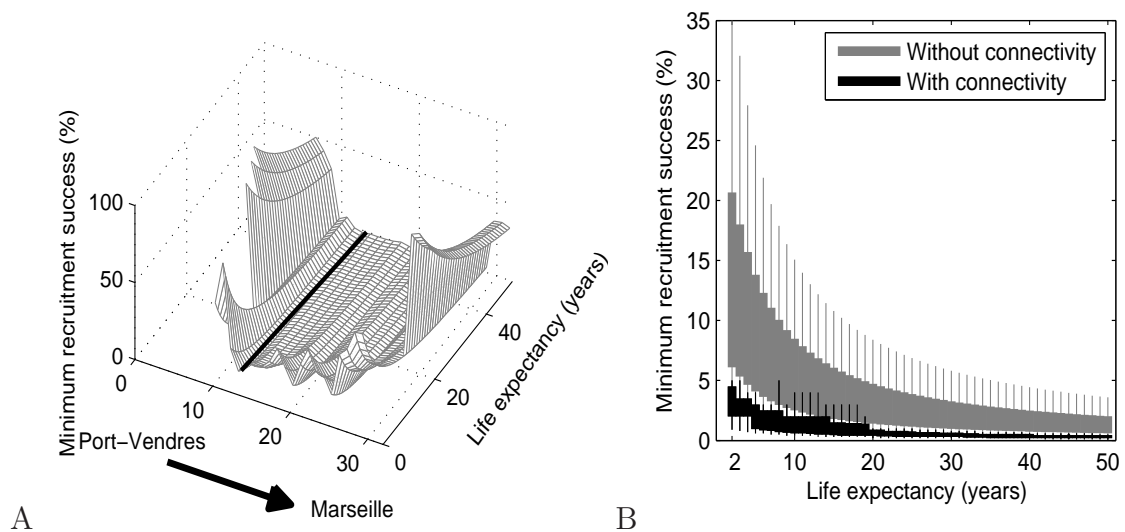 Minimum recruitment success (%)
100
50
0
0
10
20
30
0
20
40
Life expectancy (years)
Port−Vendres
Marseille
A
Minimum recruitment success (%)
35
30
25
20
15
10
5
0
Without connectivity
With connectivity
2
10
20
30
40
50
Life expectancy (years)
B